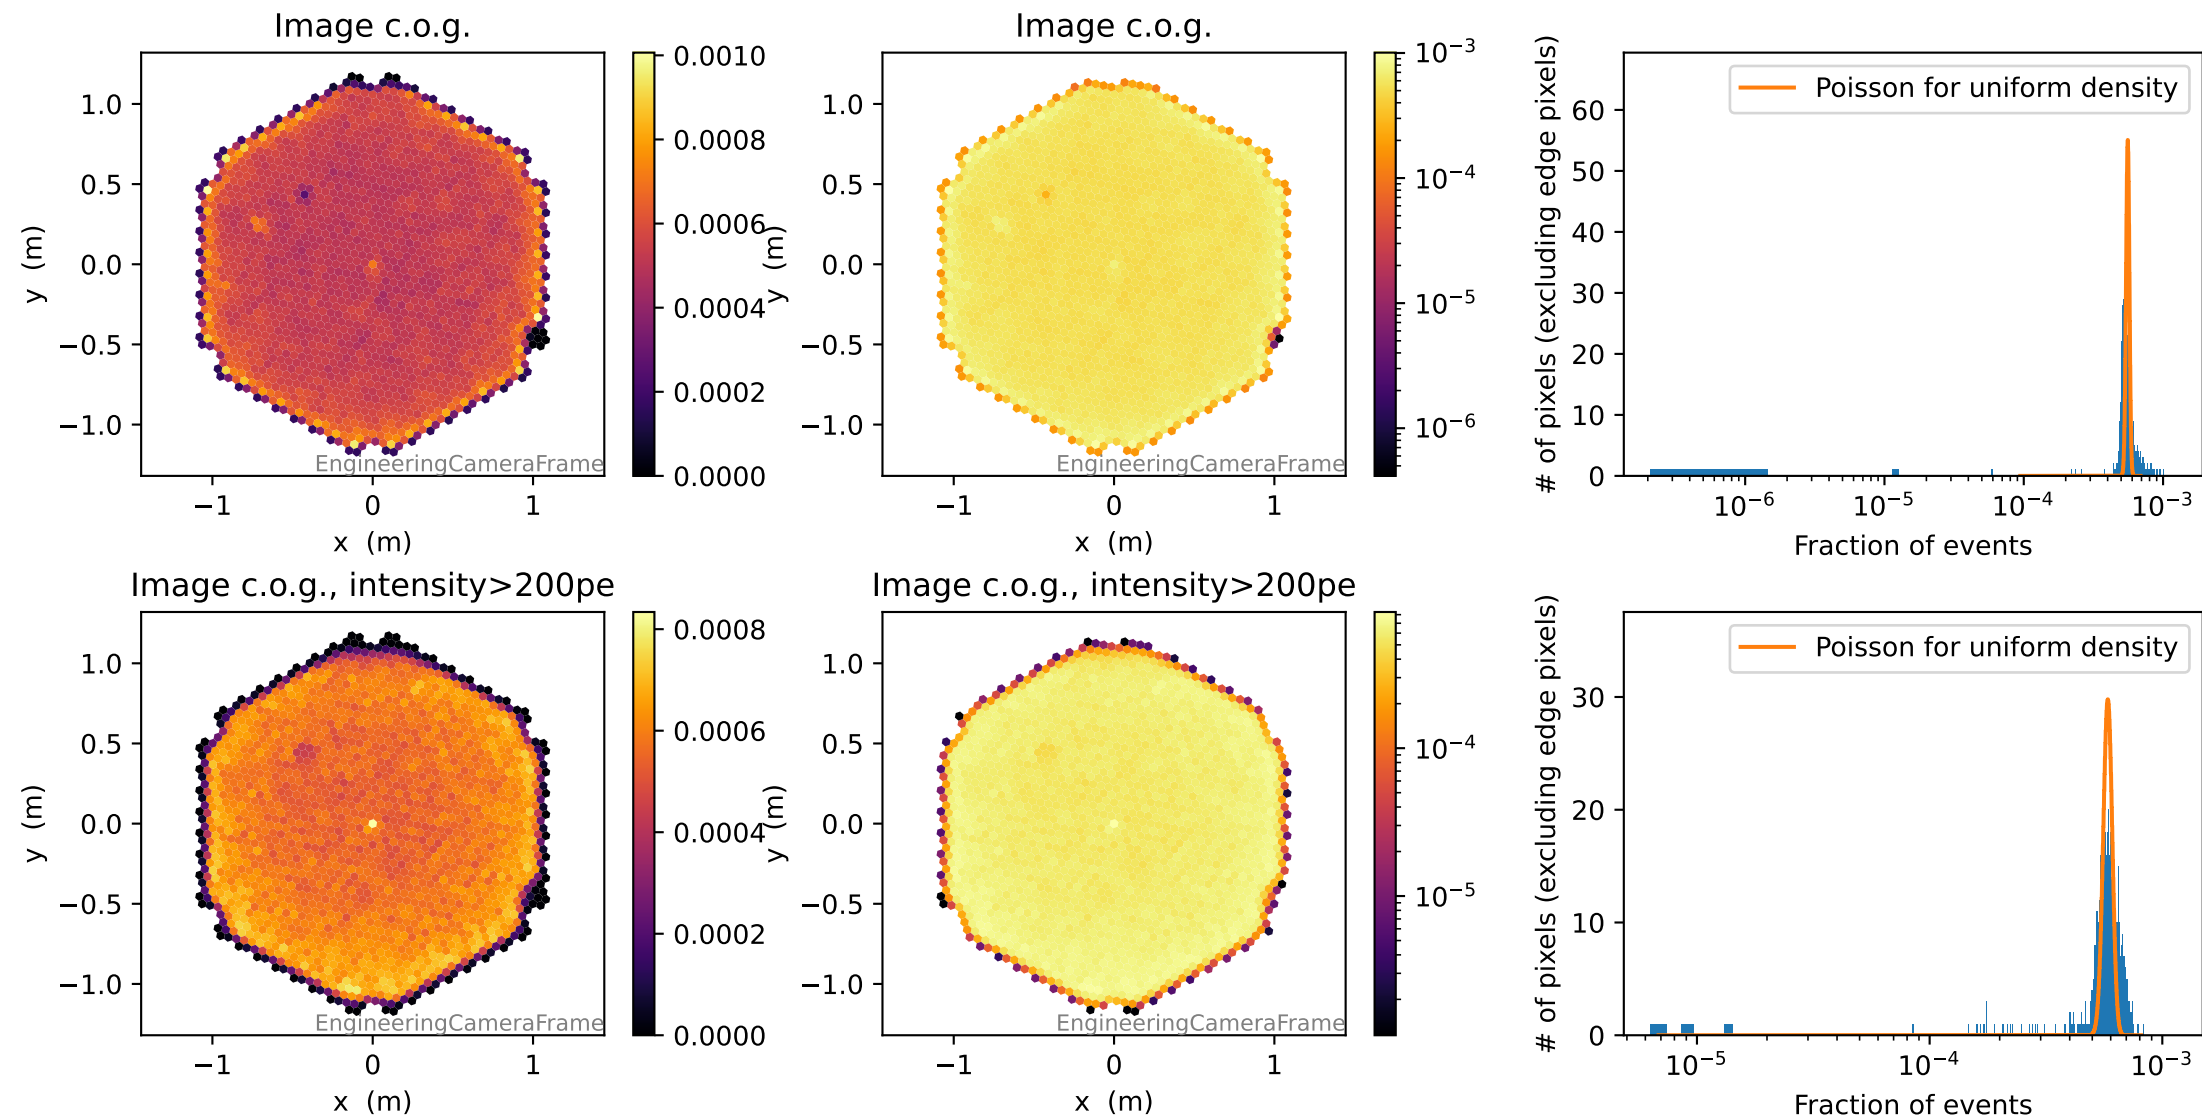 Image c.o.g.
y (m)
1.0
0.5
0.0
−0.5
−1.0
−1 0 1
x (m)
EngineeringCameraFrame
0.0010
0.0008
0.0006
0.0004
0.0002
0.0000
Image c.o.g.
y (m)
1.0
0.5
0.0
−0.5
−1.0
−1 0 1
x (m)
EngineeringCameraFrame
10⁻³
10⁻⁴
10⁻⁵
10⁻⁶
# of pixels (excluding edge pixels)
Poisson for uniform density
60
50
40
30
20
10
0
10⁻⁶ 10⁻⁵ 10⁻⁴ 10⁻³
Fraction of events
Image c.o.g., intensity>200pe
y (m)
1.0
0.5
0.0
−0.5
−1.0
−1 0 1
x (m)
EngineeringCameraFrame
0.0008
0.0006
0.0004
0.0002
0.0000
Image c.o.g., intensity>200pe
y (m)
1.0
0.5
0.0
−0.5
−1.0
−1 0 1
x (m)
EngineeringCameraFrame
10⁻⁴
10⁻⁵
# of pixels (excluding edge pixels)
Poisson for uniform density
30
20
10
0
10⁻⁵ 10⁻⁴ 10⁻³
Fraction of events